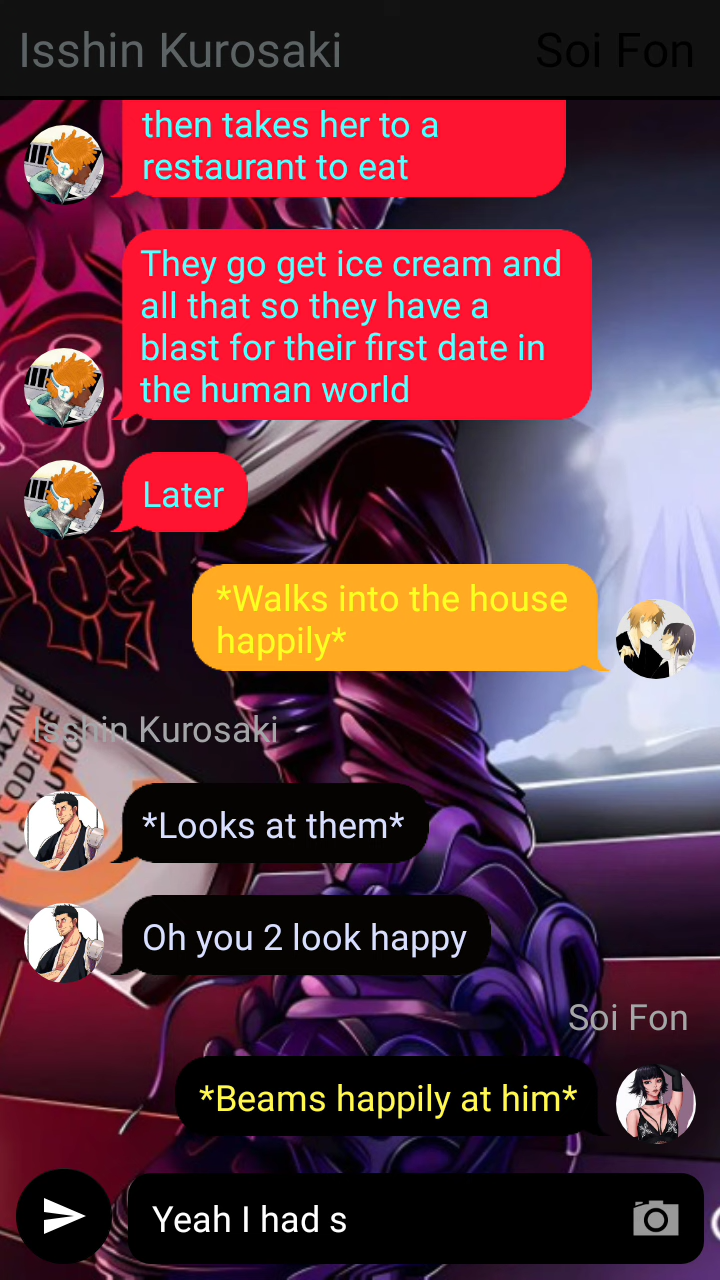 Isshin Kurosaki Soi Fon
then takes her to a
restaurant to eat
They go get ice cream and
all that so they have a
blast for their first date in
the human world
Later
*Walks into the house
happily*
Isshin Kurosaki
*Looks at them*
Oh you 2 look happy
Soi Fon
*Beams happily at him*
Yeah I had s